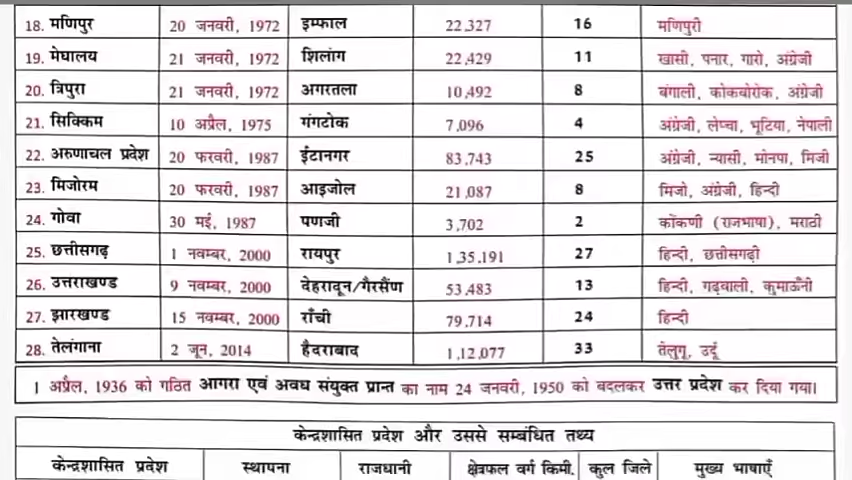 18. मणिपुर 20 जनवरी, 1972 इम्फाल 22,327 16 मणिपुरी
19. मेघालय 21 जनवरी, 1972 शिलांग 22,429 11 खासी, पनार, गारो, अंग्रेजी
20. त्रिपुरा 21 जनवरी, 1972 अगरतला 10,492 8 बंगाली, कोकबोरोक, अंग्रेजी
21. सिक्किम 10 अप्रैल, 1975 गंगटोक 7,096 4 अंग्रेजी, लेप्चा, भूटिया, नेपाली
22. अरुणाचल प्रदेश 20 फरवरी, 1987 ईटानगर 83,743 25 अंग्रेजी, न्यासी, मोनपा, मिजी
23. मिजोरम 20 फरवरी, 1987 आइजोल 21,087 8 मिजो, अंग्रेजी, हिन्दी
24. गोवा 30 मई, 1987 पणजी 3,702 2 कोंकणी (राजभाषा), मराठी
25. छत्तीसगढ़ 1 नवम्बर, 2000 रायपुर 1,35,191 27 हिन्दी, छत्तीसगढ़ी
26. उत्तराखण्ड 9 नवम्बर, 2000 देहरादून/गैरसैंण 53,483 13 हिन्दी, गढ़वाली, कुमाऊँनी
27. झारखण्ड 15 नवम्बर, 2000 राँची 79,714 24 हिन्दी
28. तेलंगाना 2 जून, 2014 हैदराबाद 1,12,077 33 तेलुगू, उर्दू
1 अप्रैल, 1936 को गठित आगरा एवं अवध संयुक्त प्रान्त का नाम 24 जनवरी, 1950 को बदलकर उत्तर प्रदेश कर दिया गया।
केन्द्रशासित प्रदेश और उससे सम्बंधित तथ्य
केन्द्रशासित प्रदेश स्थापना राजधानी क्षेत्रफल वर्ग किमी. कुल जिले मुख्य भाषाएँ